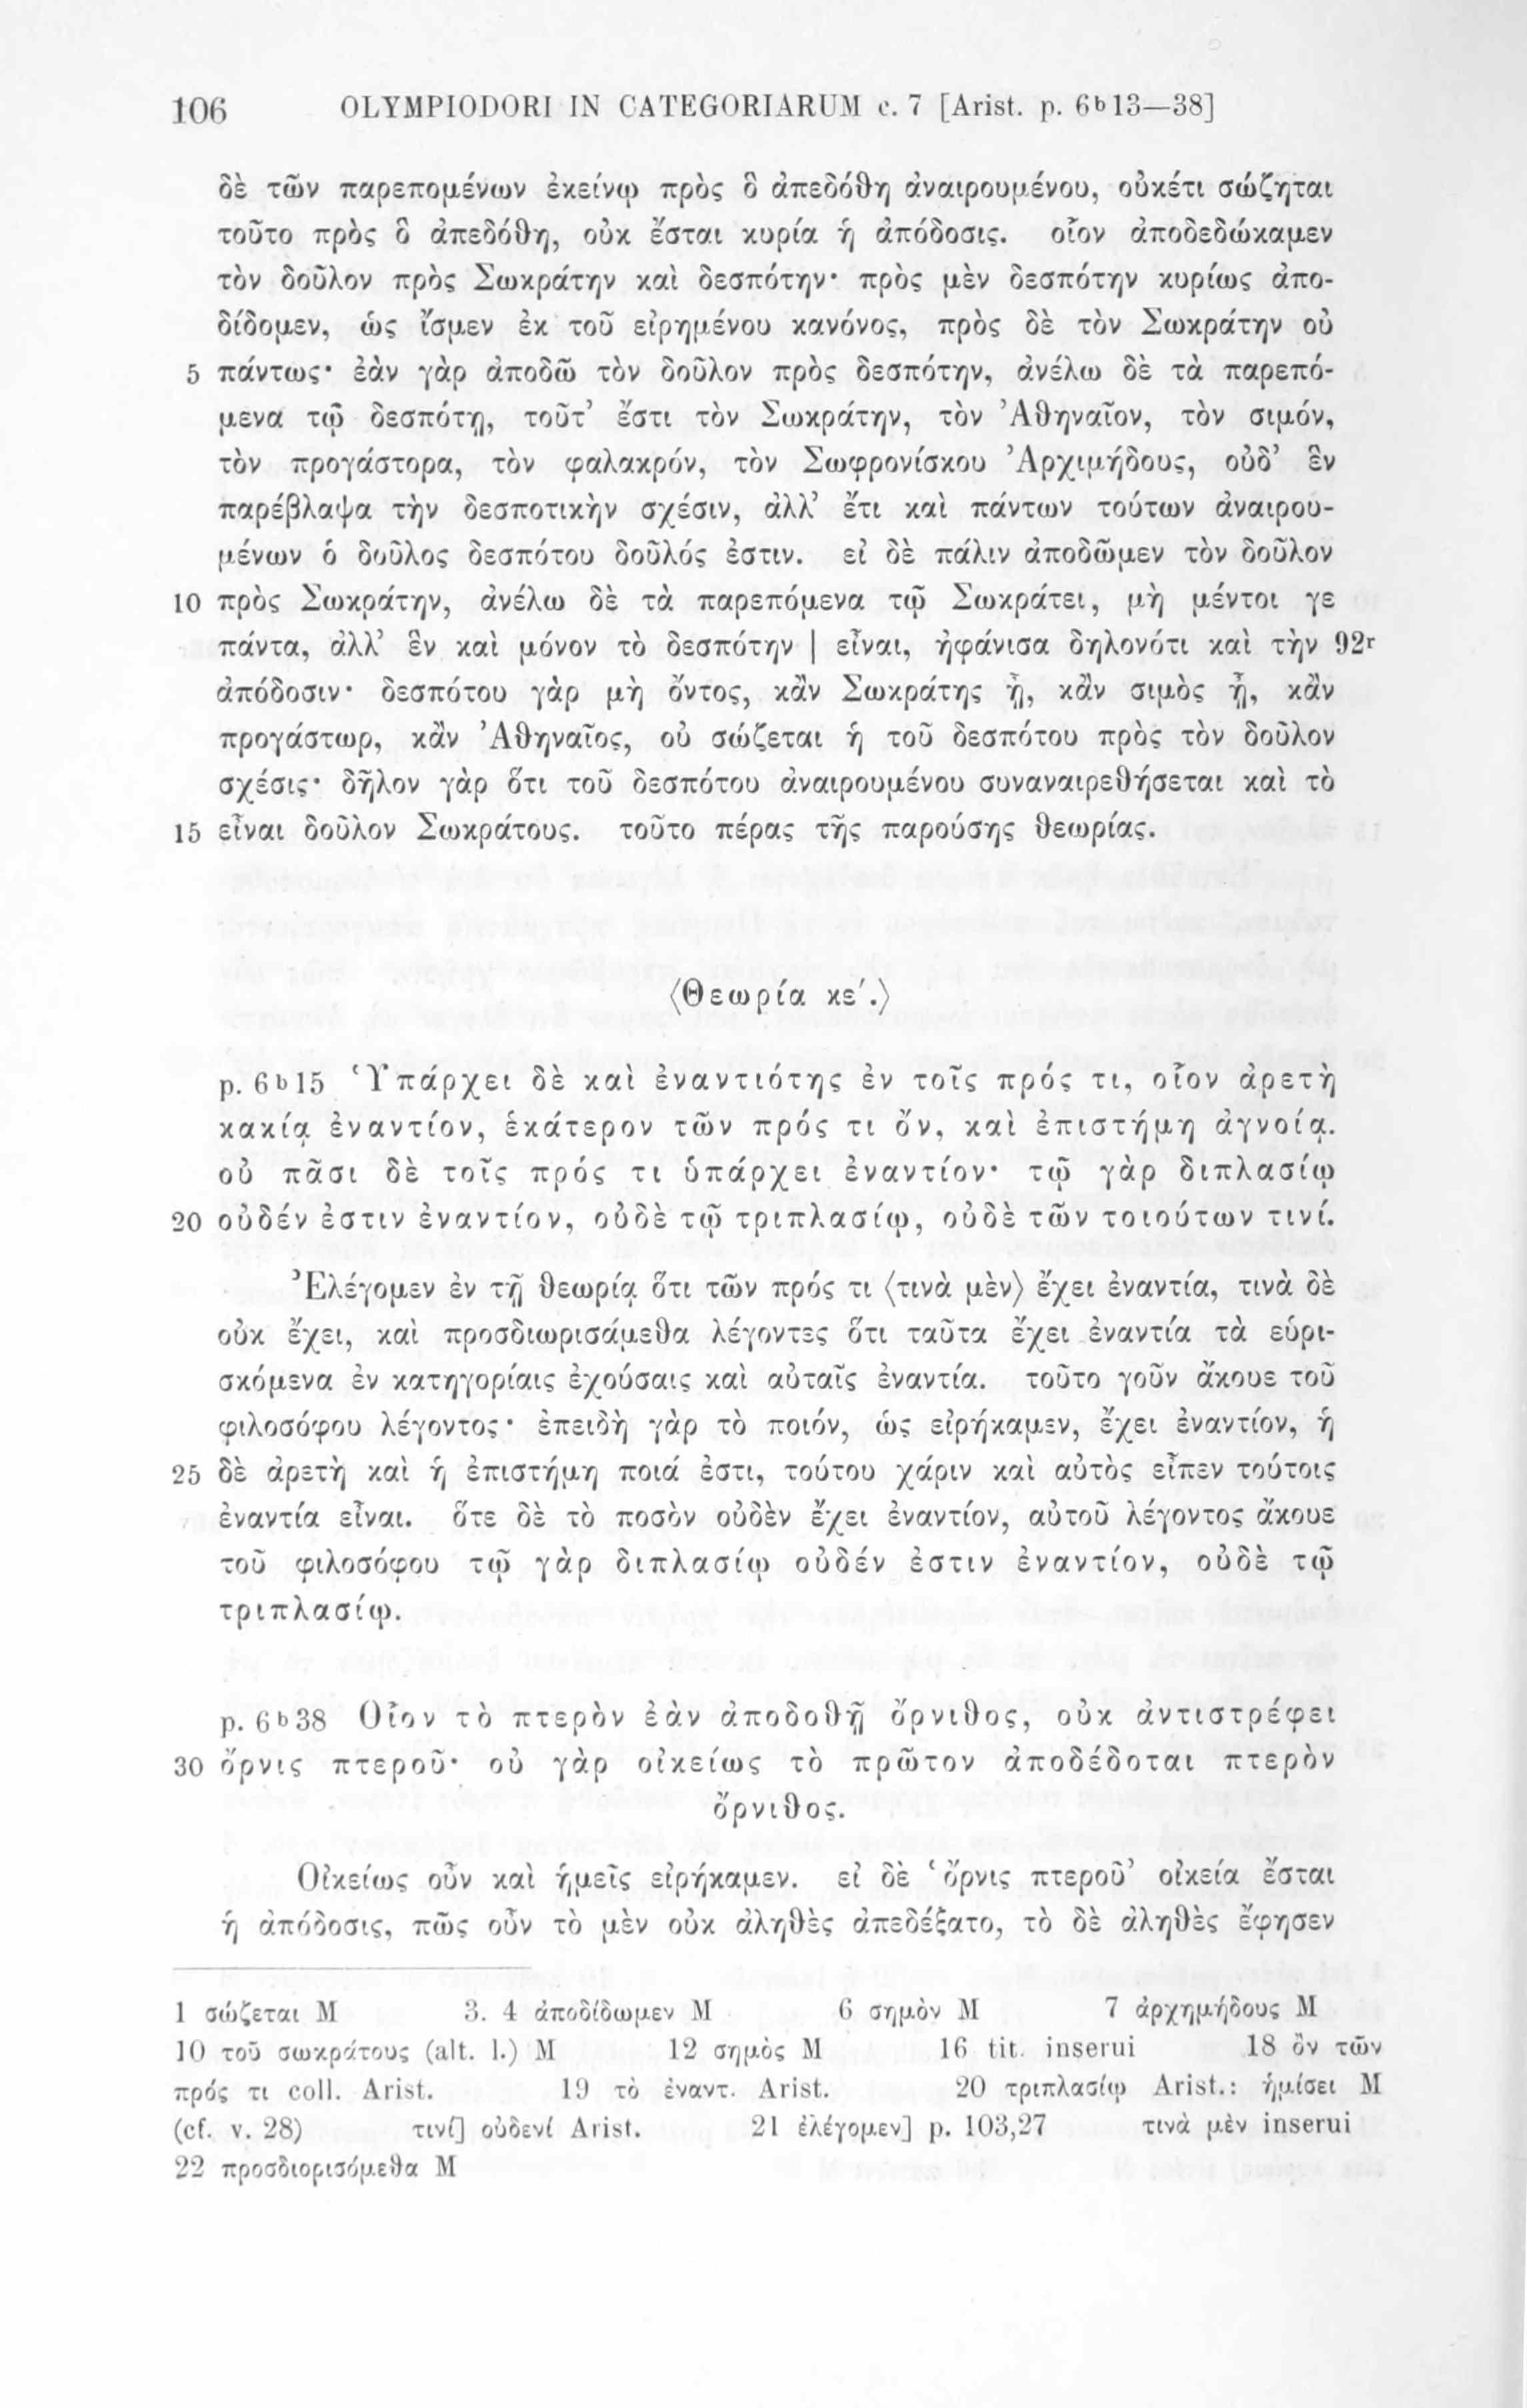 106 OLYMPIODORI IN CATEGORIARUM c. 7 [Arist. p. 6b13—38]
δὲ τῶν παρεπομένων ἐκείνῳ πρὸς ὃ ἀπεδόθη ἀναιρουμένου, οὐκέτι σώζηται
τοῦτο πρὸς ὃ ἀπεδόθη, οὐκ ἔσται κυρία ἡ ἀπόδοσις. οἷον ἀποδεδώκαμεν
τὸν δοῦλον πρὸς Σωκράτην καὶ δεσπότην· πρὸς μὲν δεσπότην κυρίως ἀπο-
δίδομεν, ὡς ἴσμεν ἐκ τοῦ εἰρημένου κανόνος, πρὸς δὲ τὸν Σωκράτην οὐ
5 πάντως· ἐὰν γὰρ ἀποδῶ τὸν δοῦλον πρὸς δεσπότην, ἀνέλω δὲ τὰ παρεπό-
μενα τῷ δεσπότῃ, τοῦτ’ ἔστι τὸν Σωκράτην, τὸν Ἀθηναῖον, τὸν σιμόν,
τὸν προγάστορα, τὸν φαλακρόν, τὸν Σωφρονίσκου Ἀρχιμήδους, οὐδ’ ἓν
παρέβλαψα τὴν δεσποτικὴν σχέσιν, ἀλλ’ ἔτι καὶ πάντων τούτων ἀναιρου-
μένων ὁ δοῦλος δεσπότου δοῦλός ἐστιν. εἰ δὲ πάλιν ἀποδῶμεν τὸν δοῦλον
10 πρὸς Σωκράτην, ἀνέλω δὲ τὰ παρεπόμενα τῷ Σωκράτει, μὴ μέντοι γε
πάντα, ἀλλ’ ἓν καὶ μόνον τὸ δεσπότην | εἶναι, ἠφάνισα δηλονότι καὶ τὴν 92r
ἀπόδοσιν· δεσπότου γὰρ μὴ ὄντος, κἂν Σωκράτης ᾖ, κἂν σιμὸς ᾖ, κἂν
προγάστωρ, κἂν Ἀθηναῖος, οὐ σώζεται ἡ τοῦ δεσπότου πρὸς τὸν δοῦλον
σχέσις· δῆλον γὰρ ὅτι τοῦ δεσπότου ἀναιρουμένου συναναιρεθήσεται καὶ τὸ
15 εἶναι δοῦλον Σωκράτους. τοῦτο πέρας τῆς παρούσης θεωρίας.
⟨Θεωρία κε′.⟩
p. 6b15 Ὑπάρχει δὲ καὶ ἐναντιότης ἐν τοῖς πρός τι, οἷον ἀρετὴ
κακίᾳ ἐναντίον, ἑκάτερον τῶν πρός τι ὄν, καὶ ἐπιστήμη ἀγνοίᾳ.
οὐ πᾶσι δὲ τοῖς πρός τι ὑπάρχει ἐναντίον· τῷ γὰρ διπλασίῳ
20 οὐδέν ἐστιν ἐναντίον, οὐδὲ τῷ τριπλασίῳ, οὐδὲ τῶν τοιούτων τινί.
Ἐλέγομεν ἐν τῇ θεωρίᾳ ὅτι τῶν πρός τι ⟨τινὰ μὲν⟩ ἔχει ἐναντία, τινὰ δὲ
οὐκ ἔχει, καὶ προσδιωρισάμεθα λέγοντες ὅτι ταῦτα ἔχει ἐναντία τὰ εὑρι-
σκόμενα ἐν κατηγορίαις ἐχούσαις καὶ αὐταῖς ἐναντία. τοῦτο γοῦν ἄκουε τοῦ
φιλοσόφου λέγοντος· ἐπειδὴ γὰρ τὸ ποιόν, ὡς εἰρήκαμεν, ἔχει ἐναντίον, ἡ
25 δὲ ἀρετὴ καὶ ἡ ἐπιστήμη ποιά ἐστι, τούτου χάριν καὶ αὐτὸς εἶπεν τούτοις
ἐναντία εἶναι. ὅτε δὲ τὸ ποσὸν οὐδὲν ἔχει ἐναντίον, αὐτοῦ λέγοντος ἄκουε
τοῦ φιλοσόφου τῷ γὰρ διπλασίῳ οὐδέν ἐστιν ἐναντίον, οὐδὲ τῷ
τριπλασίῳ.
p. 6b38 Οἷον τὸ πτερὸν ἐὰν ἀποδοθῇ ὄρνιθος, οὐκ ἀντιστρέφει
30 ὄρνις πτεροῦ· οὐ γὰρ οἰκείως τὸ πρῶτον ἀποδέδοται πτερὸν
ὄρνιθος.
Οἰκείως οὖν καὶ ἡμεῖς εἰρήκαμεν. εἰ δὲ ‘ὄρνις πτεροῦ’ οἰκεία ἔσται
ἡ ἀπόδοσις, πῶς οὖν τὸ μὲν οὐκ ἀληθὲς ἀπεδέξατο, τὸ δὲ ἀληθὲς ἔφησεν
1 σώζεται M 3. 4 ἀποδίδωμεν M 6 σημὸν M 7 ἀρχημήδους M
10 τοῦ σωκράτους (alt. l.) M 12 σημὸς M 16 tit. inserui 18 ὂν τῶν
πρός τι coll. Arist. 19 τὸ ἐναντ. Arist. 20 τριπλασίῳ Arist.: ἡμίσει M
(cf. v. 28) τινί] οὐδενί Arist. 21 ἐλέγομεν] p. 103,27 τινὰ μὲν inserui
22 προσδιορισόμεθα M